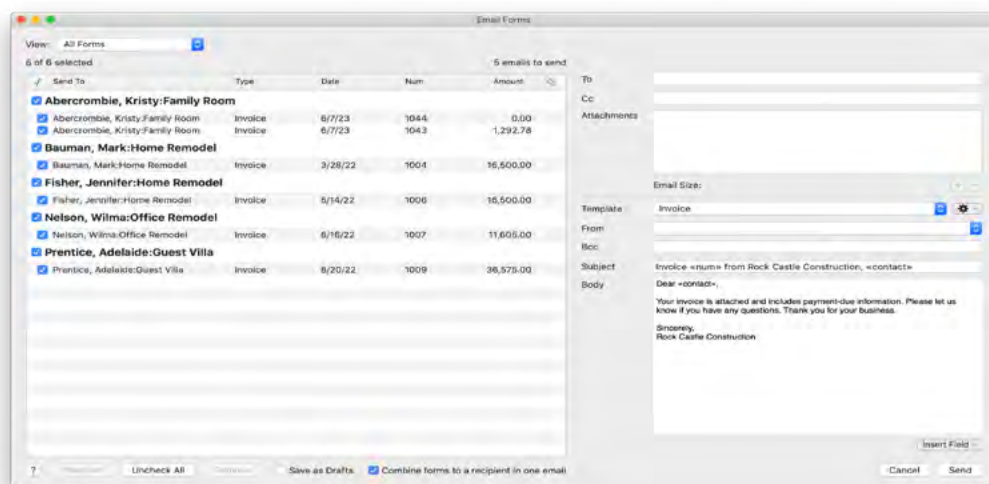 Email Forms
View: All Forms
6 of 6 selected 5 emails to send
✓ Send To Type Date Num Amount
Abercrombie, Kristy:Family Room
Abercrombie, Kristy:Family Room Invoice 6/7/23 1044 0.00
Abercrombie, Kristy:Family Room Invoice 6/7/23 1043 1,292.78
Bauman, Mark:Home Remodel
Bauman, Mark:Home Remodel Invoice 3/28/22 1004 16,500.00
Fisher, Jennifer:Home Remodel
Fisher, Jennifer:Home Remodel Invoice 5/14/22 1006 16,500.00
Nelson, Wilma:Office Remodel
Nelson, Wilma:Office Remodel Invoice 6/16/22 1007 11,605.00
Prentice, Adelaide:Guest Villa
Prentice, Adelaide:Guest Villa Invoice 6/20/22 1009 36,575.00
To
Cc
Attachments
Email Size:
Template Invoice
From
Bcc
Subject Invoice «num» from Rock Castle Construction, «contact»
Body Dear «contact»,
Your invoice is attached and includes payment-due information. Please let us
know if you have any questions. Thank you for your business.
Sincerely,
Rock Castle Construction
Insert Field
? Uncheck All Save as Drafts Combine forms to a recipient in one email Cancel Send